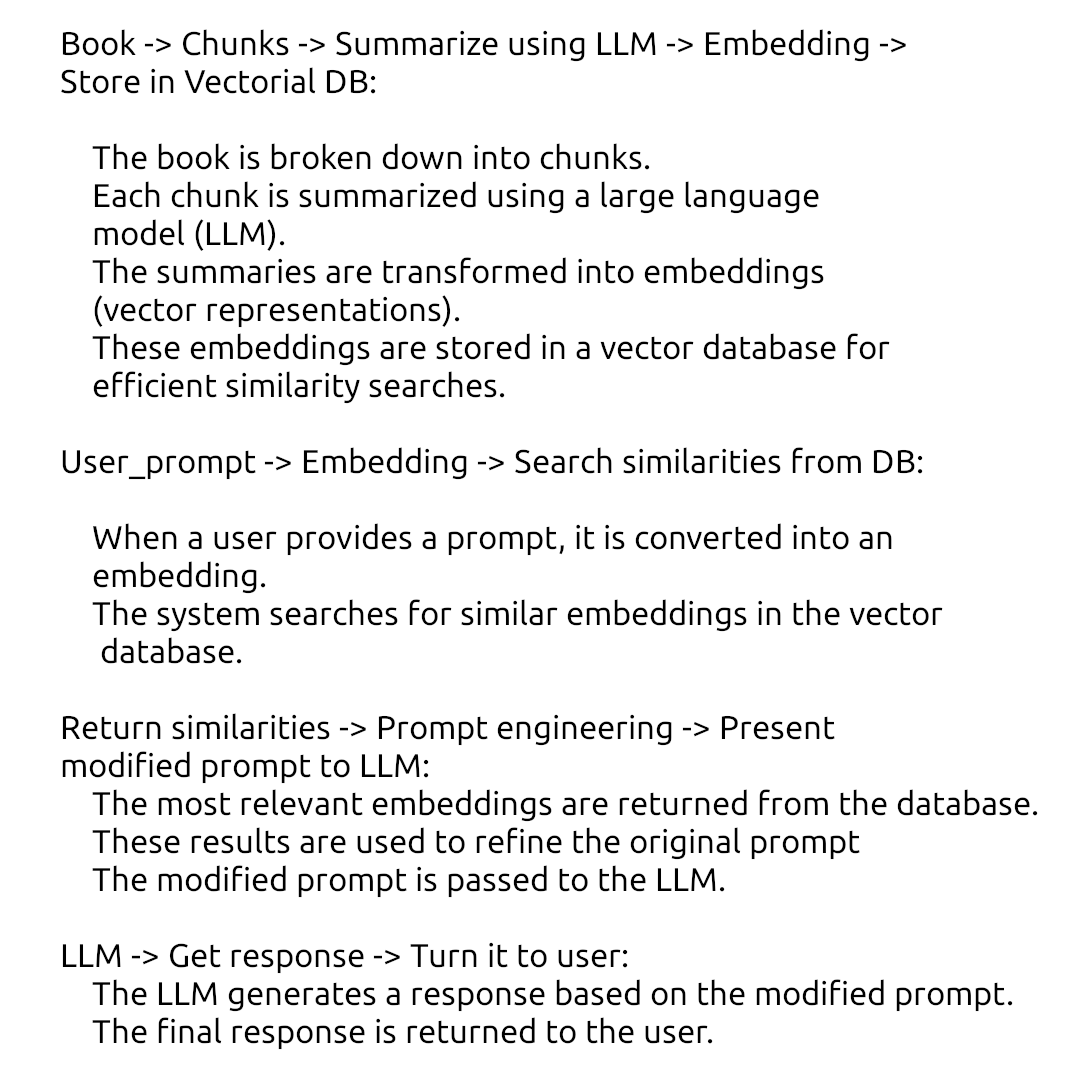 Book -> Chunks -> Summarize using LLM -> Embedding ->
Store in Vectorial DB:
The book is broken down into chunks.
Each chunk is summarized using a large language
model (LLM).
The summaries are transformed into embeddings
(vector representations).
These embeddings are stored in a vector database for
efficient similarity searches.
User_prompt -> Embedding -> Search similarities from DB:
When a user provides a prompt, it is converted into an
embedding.
The system searches for similar embeddings in the vector
database.
Return similarities -> Prompt engineering -> Present
modified prompt to LLM:
The most relevant embeddings are returned from the database.
These results are used to refine the original prompt
The modified prompt is passed to the LLM.
LLM -> Get response -> Turn it to user:
The LLM generates a response based on the modified prompt.
The final response is returned to the user.